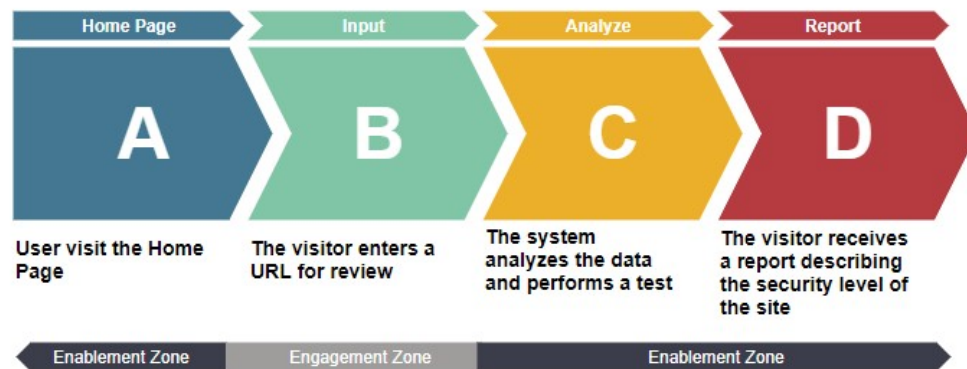 Home Page
Input
Analyze
Report
A
B
C
D
User visit the Home
Page
The visitor enters a
URL for review
The system
analyzes the data
and performs a test
The visitor receives
a report describing
the security level of
the site
Enablement Zone
Engagement Zone
Enablement Zone